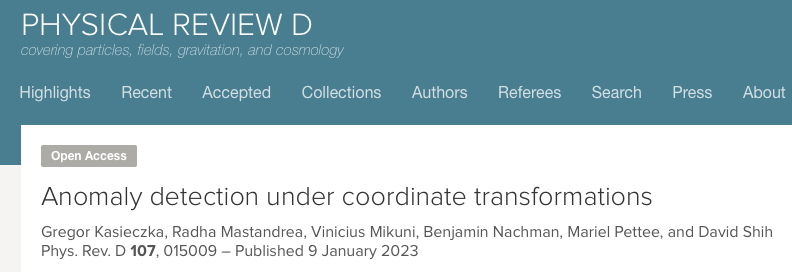 PHYSICAL REVIEW D
covering particles, fields, gravitation, and cosmology
Highlights Recent Accepted Collections Authors Referees Search Press About
Open Access
Anomaly detection under coordinate transformations
Gregor Kasieczka, Radha Mastandrea, Vinicius Mikuni, Benjamin Nachman, Mariel Pettee, and David Shih
Phys. Rev. D 107, 015009 – Published 9 January 2023